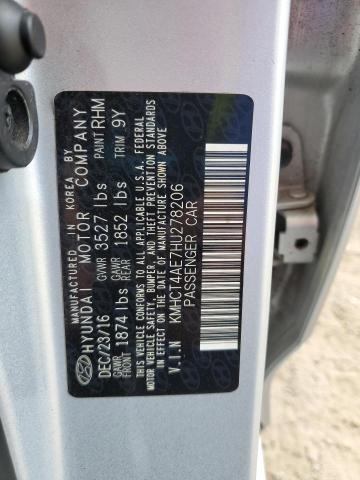 MANUFACTURED IN KOREA BY
HYUNDAI MOTOR COMPANY
DEC/23/16 GVWR 3527 lbs PAINT RHM
GAWR FRONT 1874 lbs GAWR REAR 1852 lbs TRIM 9Y
THIS VEHICLE CONFORMS TO ALL APPLICABLE U.S.A. FEDERAL
MOTOR VEHICLE SAFETY, BUMPER, AND THEFT PREVENTION STANDARDS
IN EFFECT ON THE DATE OF MANUFACTURE SHOWN ABOVE.
V.I.N KMHCT4AE7HU278206
PASSENGER CAR